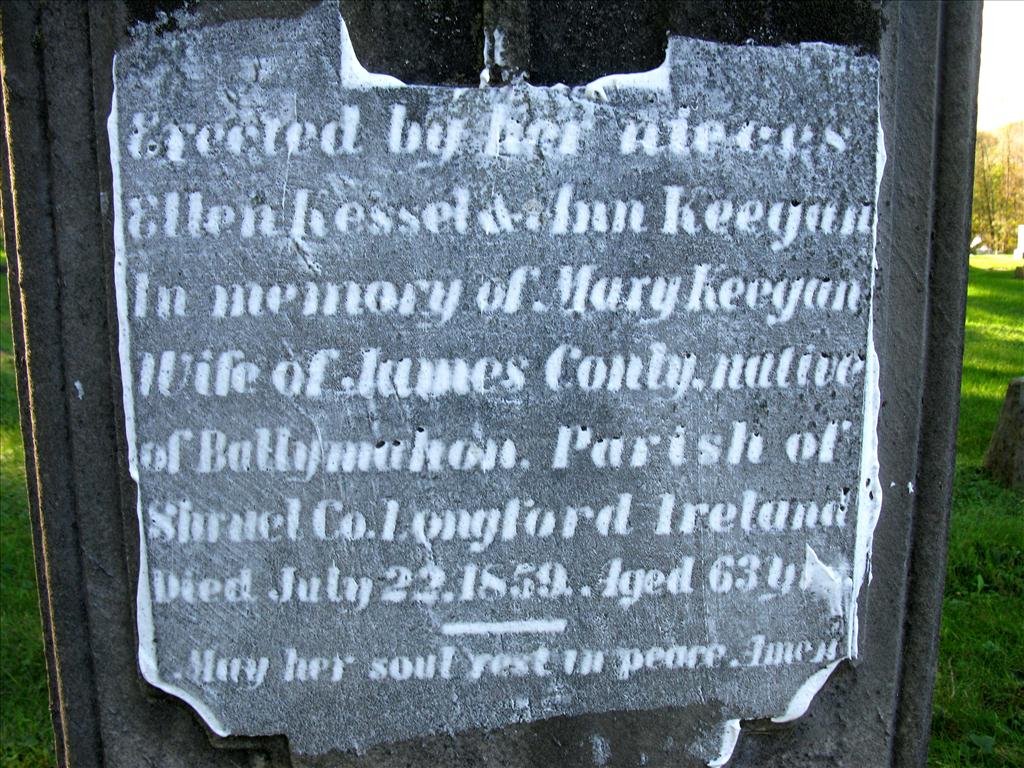 Erected by her nieces
Ellen Kessel & Ann Keegan
In memory of Mary Keegan
Wife of James Conly, native
of Ballymahon. Parish of
Shruel Co. Longford Ireland
Died July 22. 1859. Aged 63
May her soul rest in peace. Amen